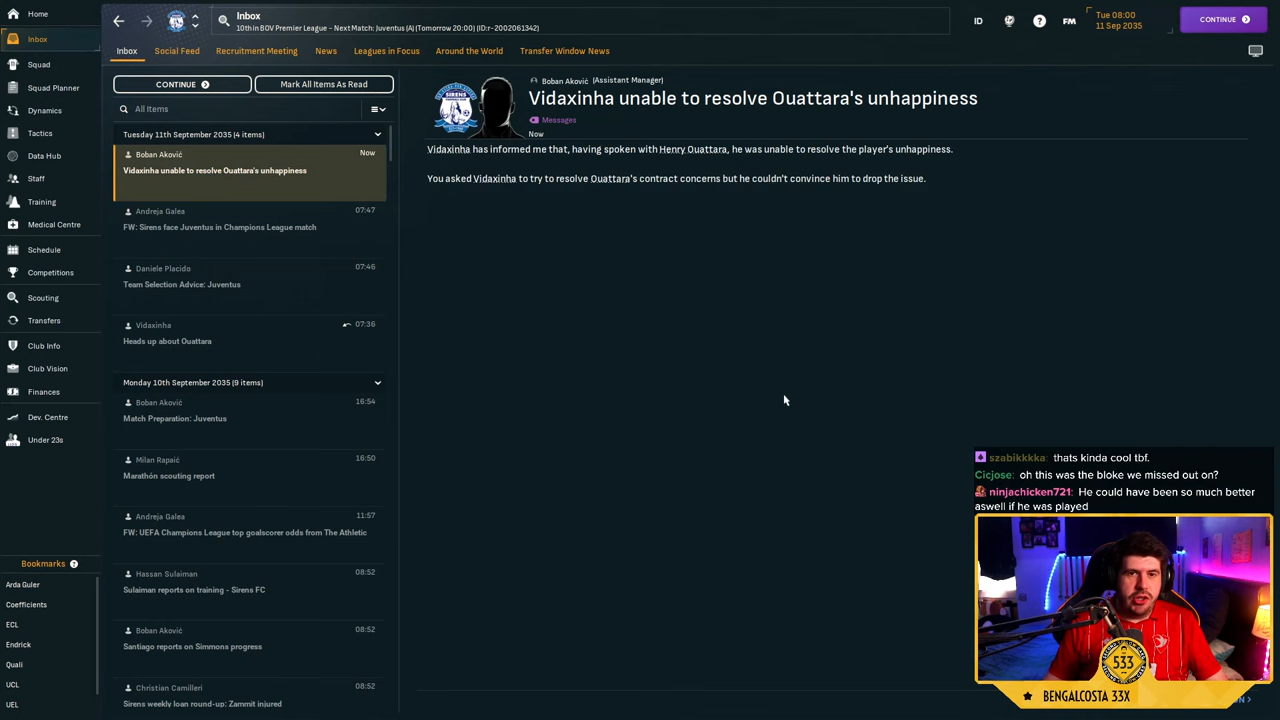 Inbox
10th in BOV Premier League - Next Match: Juventus (A) (Tomorrow 20:00) (ID:r-2002061342)
ID
FM
Tue 08:00
11 Sep 2035
CONTINUE
Home
Inbox
Squad
Squad Planner
Dynamics
Tactics
Data Hub
Staff
Training
Medical Centre
Schedule
Competitions
Scouting
Transfers
Club Info
Club Vision
Finances
Dev. Centre
Under 23s
Bookmarks
Arda Guler
Coefficients
ECL
Endrick
Quali
UCL
UEL
Inbox
Social Feed
Recruitment Meeting
News
Leagues in Focus
Around the World
Transfer Window News
CONTINUE
Mark All Items As Read
All Items
Tuesday 11th September 2035 (4 items)
Boban Aković
Now
Vidaxinha unable to resolve Ouattara's unhappiness
Andreja Galea
07:47
FW: Sirens face Juventus in Champions League match
Daniele Placido
07:46
Team Selection Advice: Juventus
Vidaxinha
07:36
Heads up about Ouattara
Monday 10th September 2035 (9 items)
Boban Aković
16:54
Match Preparation: Juventus
Milan Rapaić
16:50
Marathón scouting report
Andreja Galea
11:57
FW: UEFA Champions League top goalscorer odds from The Athletic
Hassan Sulaiman
08:52
Sulaiman reports on training - Sirens FC
Boban Aković
08:52
Santiago reports on Simmons progress
Christian Camilleri
08:52
Sirens weekly loan round-up: Zammit injured
SIRENS
Boban Aković (Assistant Manager)
Vidaxinha unable to resolve Ouattara's unhappiness
Messages
Now
Vidaxinha has informed me that, having spoken with Henry Ouattara, he was unable to resolve the player's unhappiness.
You asked Vidaxinha to try to resolve Ouattara's contract concerns but he couldn't convince him to drop the issue.
szabikkkka: thats kinda cool tbf.
Cicjose: oh this was the bloke we missed out on?
ninjachicken721: He could have been so much better
aswell if he was played
533
BENGALCOSTA 33X